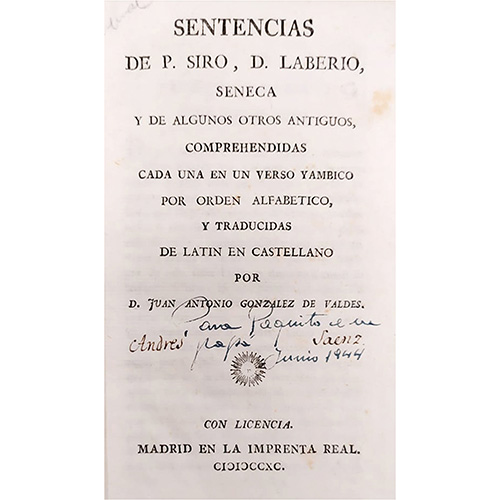 SENTENCIAS
DE P. SIRO, D. LABERIO,
SENECA
Y DE ALGUNOS OTROS ANTIGUOS,
COMPREHENDIDAS
CADA UNA EN UN VERSO YAMBICO
POR ORDEN ALFABETICO,
Y TRADUCIDAS
DE LATIN EN CASTELLANO
POR
D. JUAN ANTONIO GONZALEZ DE VALDES.
Para Paquito de su
Andres papá Saenz
Junio 1944
CON LICENCIA.
MADRID EN LA IMPRENTA REAL.
CIƆIƆCCXC.